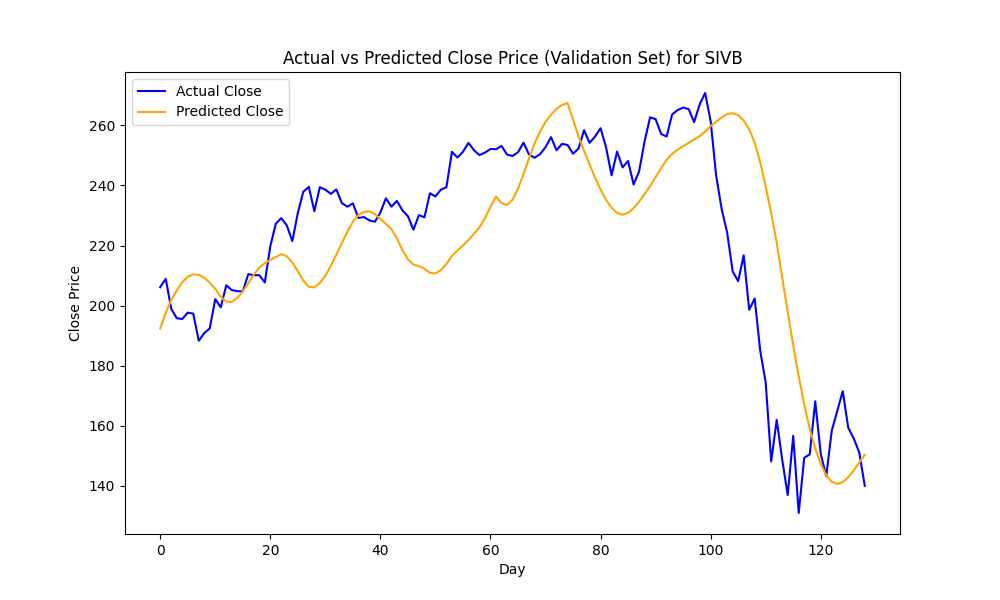 Actual vs Predicted Close Price (Validation Set) for SIVB
Actual Close
Predicted Close
Close Price
260
240
220
200
180
160
140
0 20 40 60 80 100 120
Day